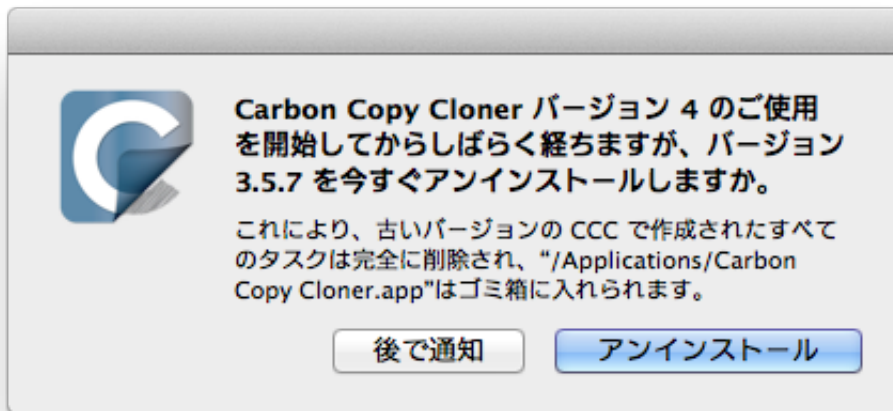 Carbon Copy Cloner バージョン 4 のご使用
を開始してからしばらく経ちますが、バージョン
3.5.7 を今すぐアンインストールしますか。
これにより、古いバージョンの CCC で作成されたすべて
のタスクは完全に削除され、“/Applications/Carbon
Copy Cloner.app”はゴミ箱に入れられます。
後で通知
アンインストール